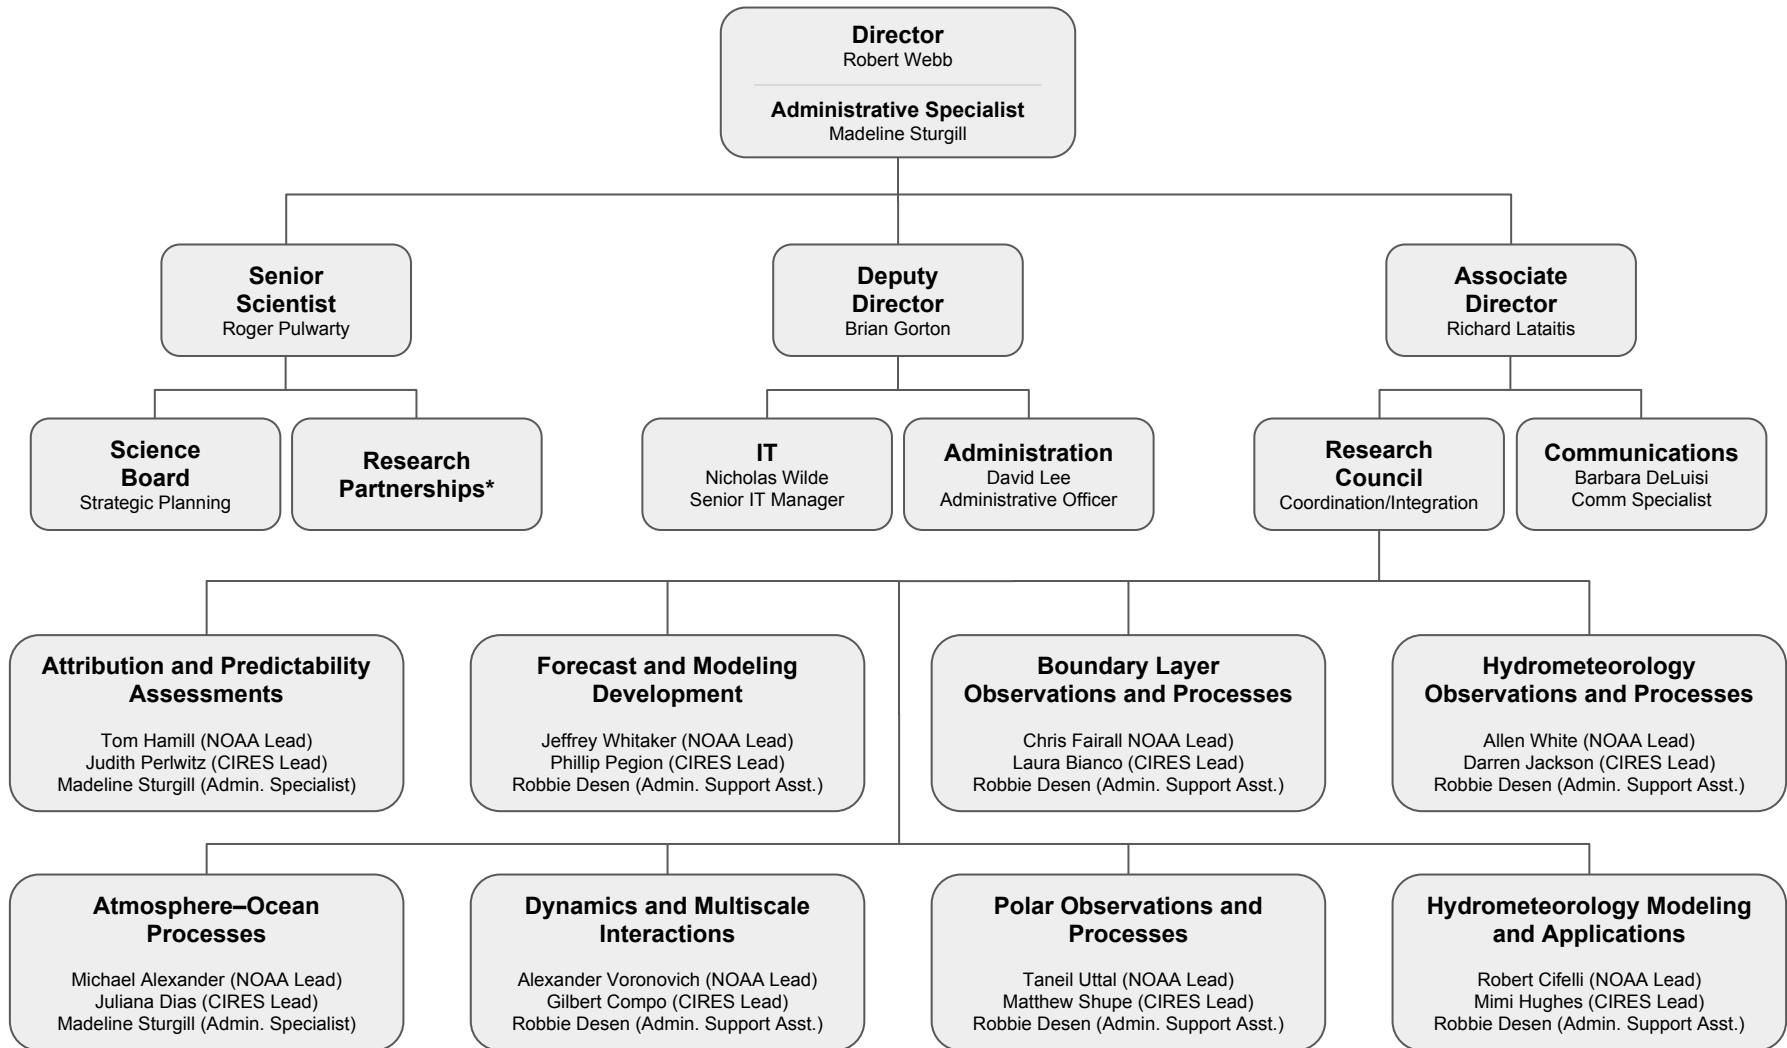 Director
Robert Webb
Administrative Specialist
Madeline Sturgill
Senior
Scientist
Roger Pulwarty
Deputy
Director
Brian Gorton
Associate
Director
Richard Lataitis
Science
Board
Strategic Planning
Research
Partnerships*
IT
Nicholas Wilde
Senior IT Manager
Administration
David Lee
Administrative Officer
Research
Council
Coordination/Integration
Communications
Barbara DeLuisi
Comm Specialist
Attribution and Predictability
Assessments
Tom Hamill (NOAA Lead)
Judith Perlwitz (CIRES Lead)
Madeline Sturgill (Admin. Specialist)
Forecast and Modeling
Development
Jeffrey Whitaker (NOAA Lead)
Phillip Pegion (CIRES Lead)
Robbie Desen (Admin. Support Asst.)
Boundary Layer
Observations and Processes
Chris Fairall NOAA Lead)
Laura Bianco (CIRES Lead)
Robbie Desen (Admin. Support Asst.)
Hydrometeorology
Observations and Processes
Allen White (NOAA Lead)
Darren Jackson (CIRES Lead)
Robbie Desen (Admin. Support Asst.)
Atmosphere–Ocean
Processes
Michael Alexander (NOAA Lead)
Juliana Dias (CIRES Lead)
Madeline Sturgill (Admin. Specialist)
Dynamics and Multiscale
Interactions
Alexander Voronovich (NOAA Lead)
Gilbert Compo (CIRES Lead)
Robbie Desen (Admin. Support Asst.)
Polar Observations and
Processes
Taneil Uttal (NOAA Lead)
Matthew Shupe (CIRES Lead)
Robbie Desen (Admin. Support Asst.)
Hydrometeorology Modeling
and Applications
Robert Cifelli (NOAA Lead)
Mimi Hughes (CIRES Lead)
Robbie Desen (Admin. Support Asst.)